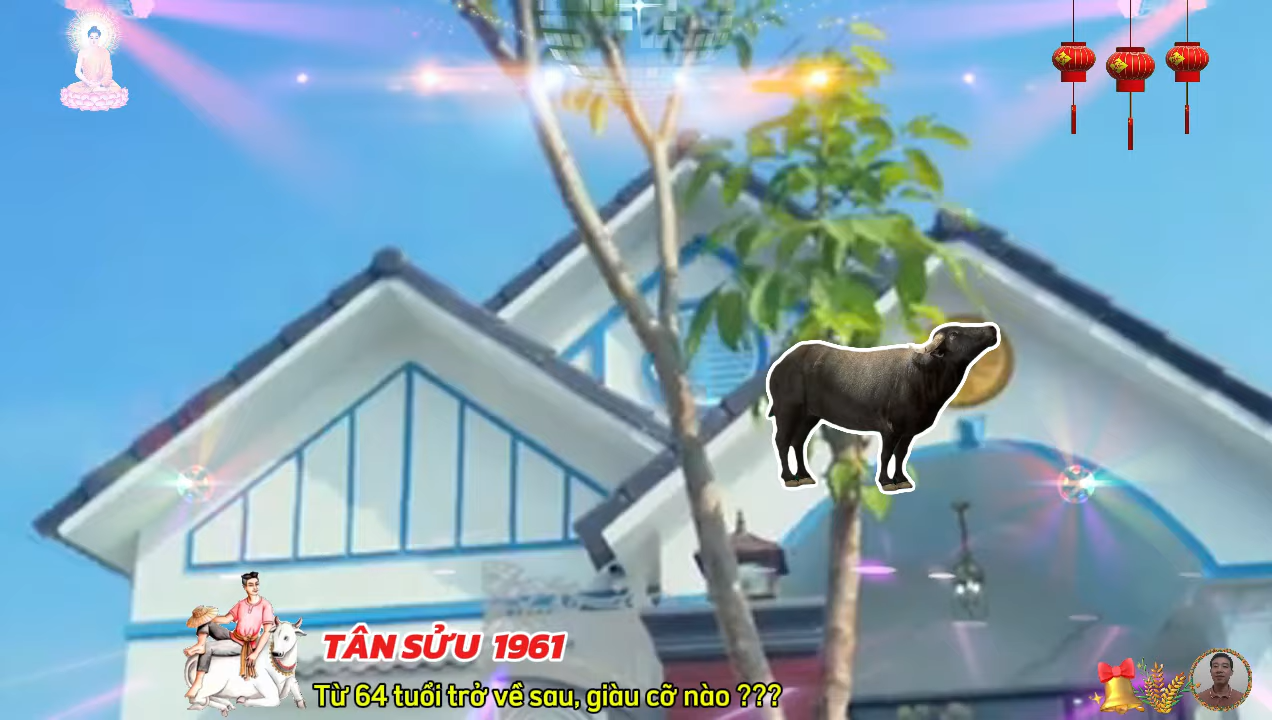 TÂN SỬU 1961
Từ 64 tuổi trở về sau, giàu cỡ nào ???